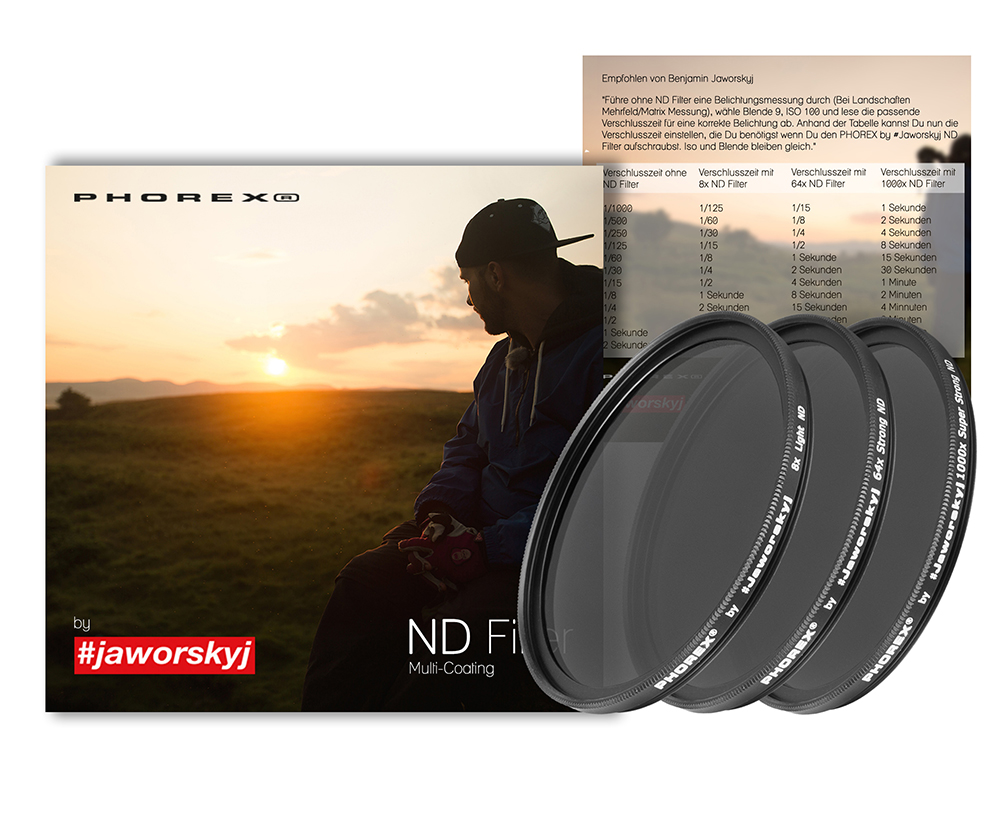 PHOREX®
by
#jaworskyj
ND Filter
Multi-Coating
Empfohlen von Benjamin Jaworskyj
"Führe ohne ND Filter eine Belichtungsmessung durch (Bei Landschaften
Mehrfeld/Matrix Messung), wähle Blende 9, ISO 100 und lese die passende
Verschlusszeit für eine korrekte Belichtung ab. Anhand der Tabelle kannst Du nun die
Verschlusszeit einstellen, die Du benötigst wenn Du den PHOREX by #Jaworskyj ND
Filter aufschraubst. Iso und Blende bleiben gleich."
Verschlusszeit ohne Verschlusszeit mit Verschlusszeit mit Verschlusszeit mit
ND Filter 8x ND Filter 64x ND Filter 1000x ND Filter
1/1000 1/125 1/15 1 Sekunde
1/500 1/60 1/8 2 Sekunden
1/250 1/30 1/4 4 Sekunden
1/125 1/15 1/2 8 Sekunden
1/60 1/8 1 Sekunde 15 Sekunden
1/30 1/4 2 Sekunden 30 Sekunden
1/15 1/2 4 Sekunden 1 Minute
1/8 1 Sekunde 8 Sekunden 2 Minuten
1/4 2 Sekunden 15 Sekunden 4 Minnuten
1/2
1 Sekunde
2 Sekunden
PHOREX®
jaworskyj
PHOREX® by #Jaworskyj 8x Light ND
PHOREX® by #Jaworskyj 64x Strong ND
PHOREX® by #Jaworskyj 1000x Super Strong ND